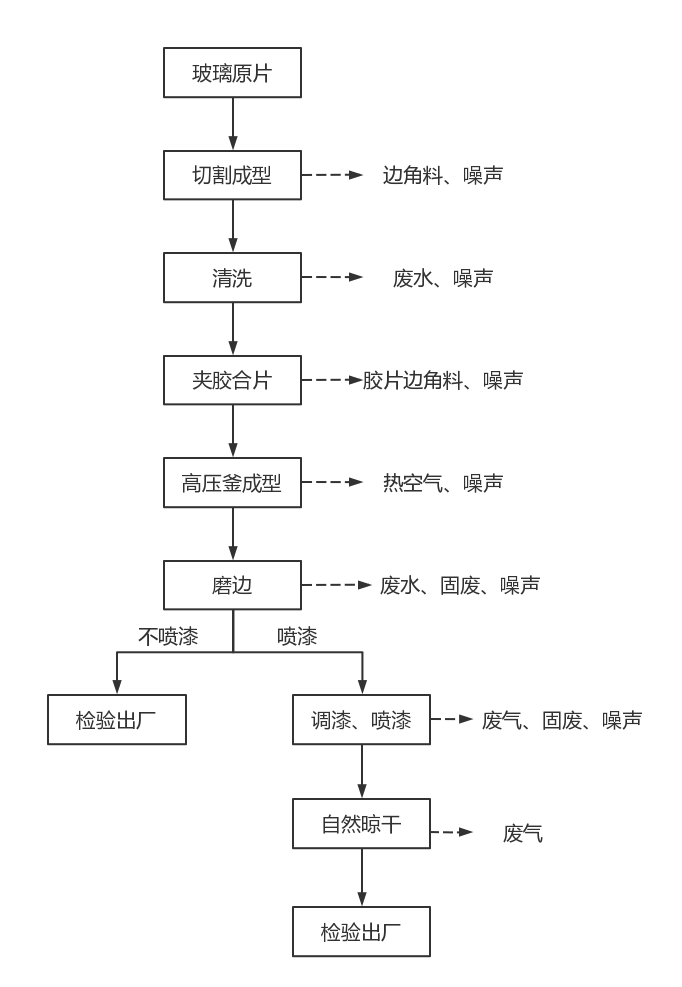 玻璃原片
切割成型
边角料、噪声
清洗
废水、噪声
夹胶合片
胶片边角料、噪声
高压釜成型
热空气、噪声
磨边
废水、固废、噪声
不喷漆
喷漆
检验出厂
调漆、喷漆
废气、固废、噪声
自然晾干
废气
检验出厂